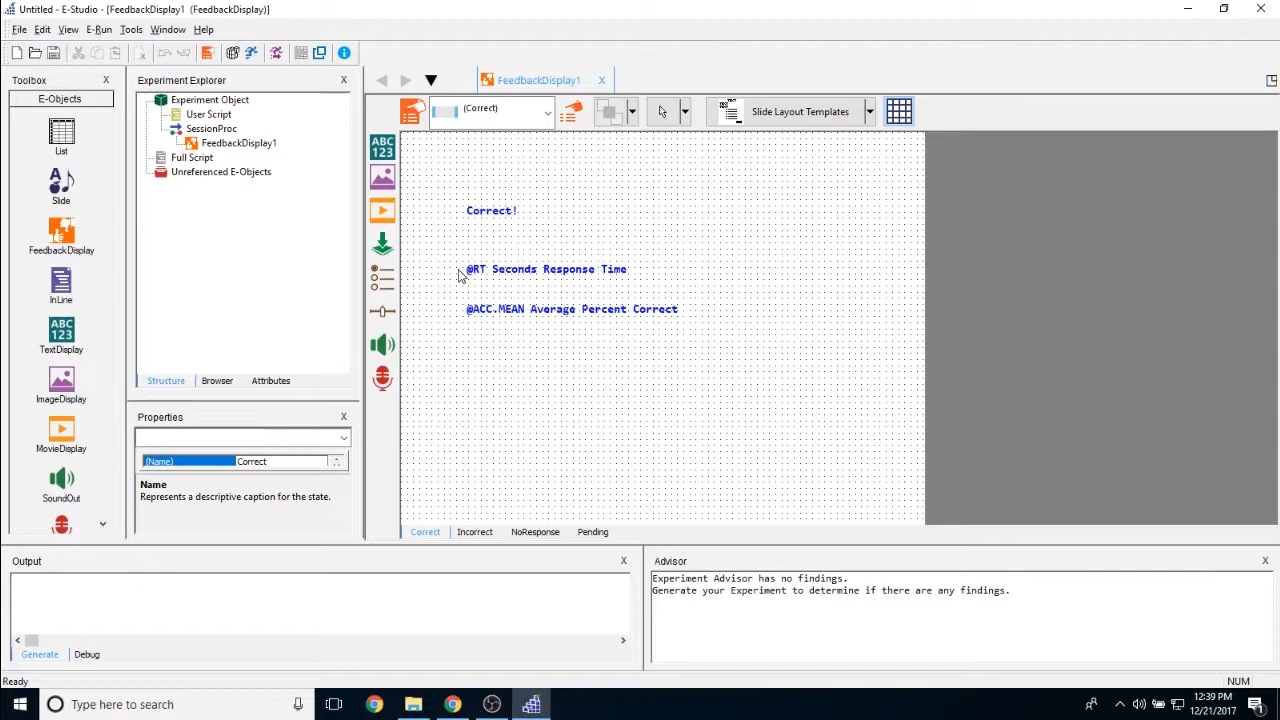 Untitled - E-Studio - [FeedbackDisplay1 (FeedbackDisplay)]
File Edit View E-Run Tools Window Help
Toolbox
E-Objects
List
Slide
FeedbackDisplay
InLine
TextDisplay
ImageDisplay
MovieDisplay
SoundOut
Experiment Explorer
Experiment Object
User Script
SessionProc
FeedbackDisplay1
Full Script
Unreferenced E-Objects
Structure Browser Attributes
Properties
(Name) Correct
Name
Represents a descriptive caption for the state.
FeedbackDisplay1
(Correct)
Slide Layout Templates
ABC
123
Correct!
@RT Seconds Response Time
@ACC.MEAN Average Percent Correct
Correct Incorrect NoResponse Pending
Output
Generate Debug
Advisor
Experiment Advisor has no findings.
Generate your Experiment to determine if there are any findings.
Ready
NUM
Type here to search
12:39 PM
12/21/2017